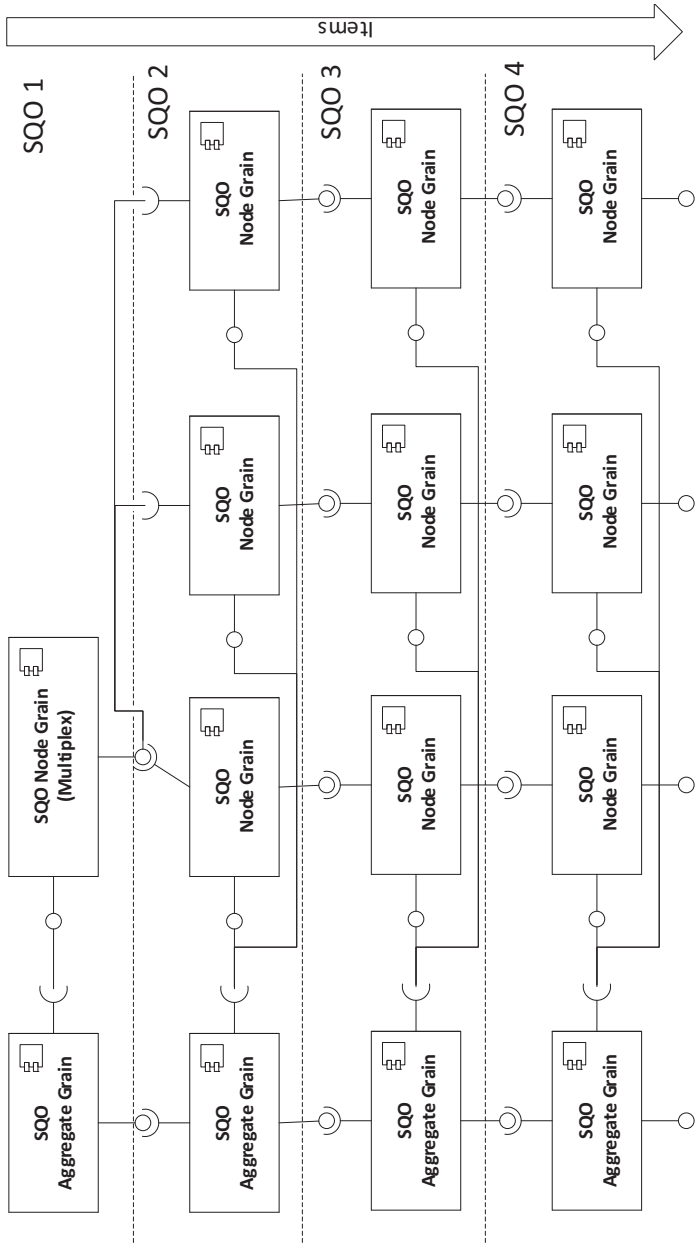 Items
SQO 1
SQO
Aggregate Grain
SQO Node Grain
(Multiplex)
SQO 2
SQO
Aggregate Grain
SQO
Node Grain
SQO
Node Grain
SQO
Node Grain
SQO 3
SQO
Aggregate Grain
SQO
Node Grain
SQO
Node Grain
SQO
Node Grain
SQO 4
SQO
Aggregate Grain
SQO
Node Grain
SQO
Node Grain
SQO
Node Grain